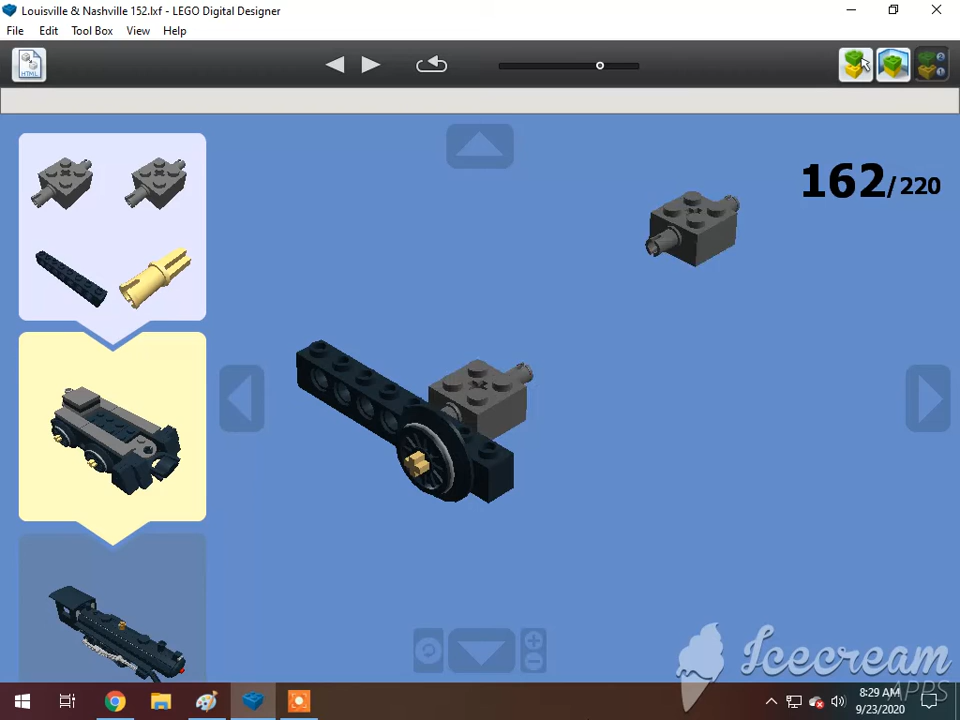 Louisville & Nashville 152.lxf - LEGO Digital Designer
File Edit Tool Box View Help
HTML
162/220
Icecream
APPS
8:29 AM
9/23/2020